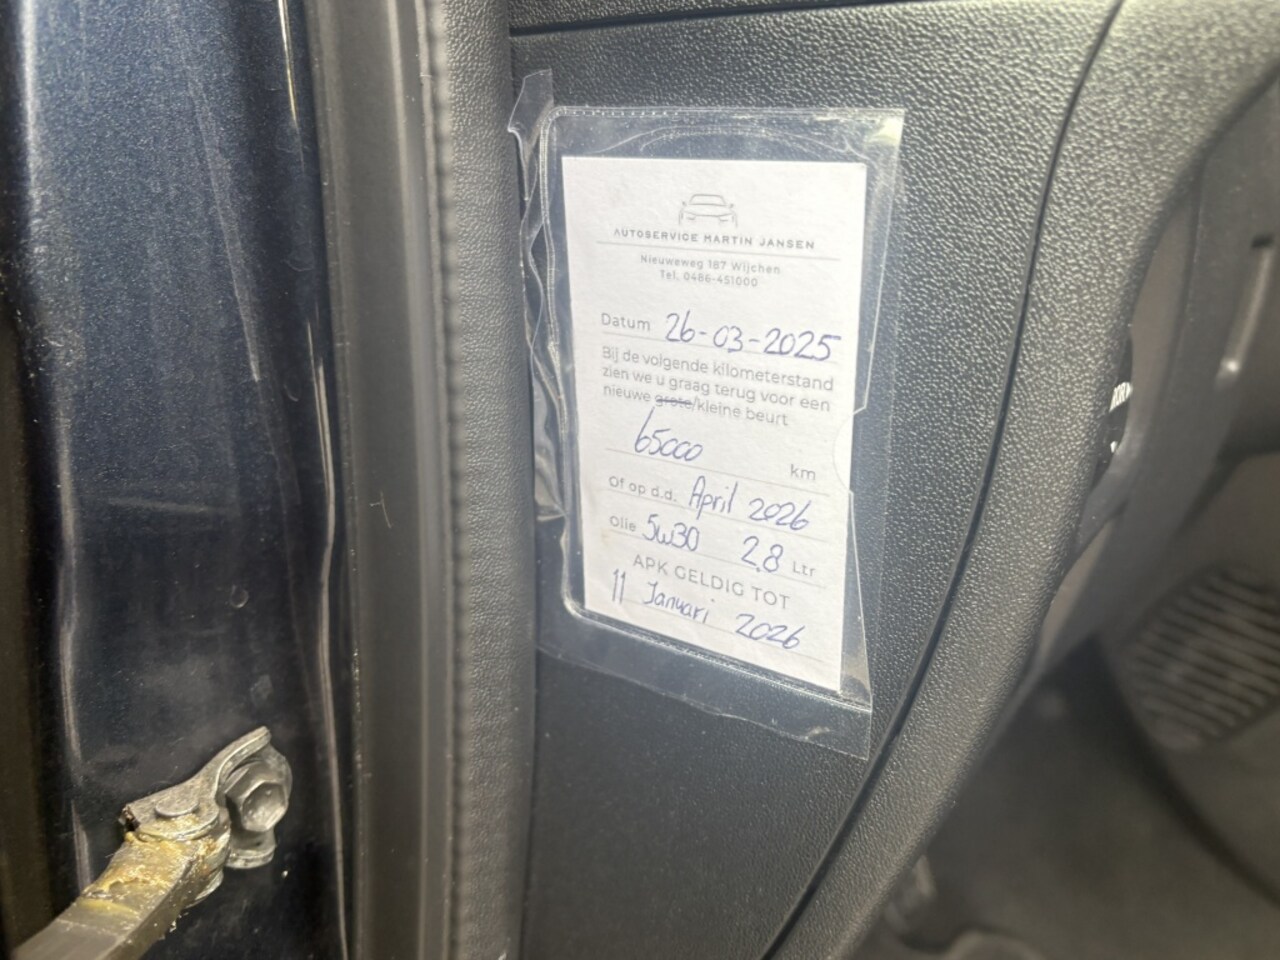 AUTOSERVICE MARTIN JANSEN
Nieuweweg 187 Wijchen
Tel. 0486-451000
Datum 26-03-2025
Bij de volgende kilometerstand
zien we u graag terug voor een
nieuwe grote/kleine beurt
65000 km
Of op d.d. April 2026
Olie 5w30 2,8 Ltr
APK GELDIG TOT
11 Januari 2026